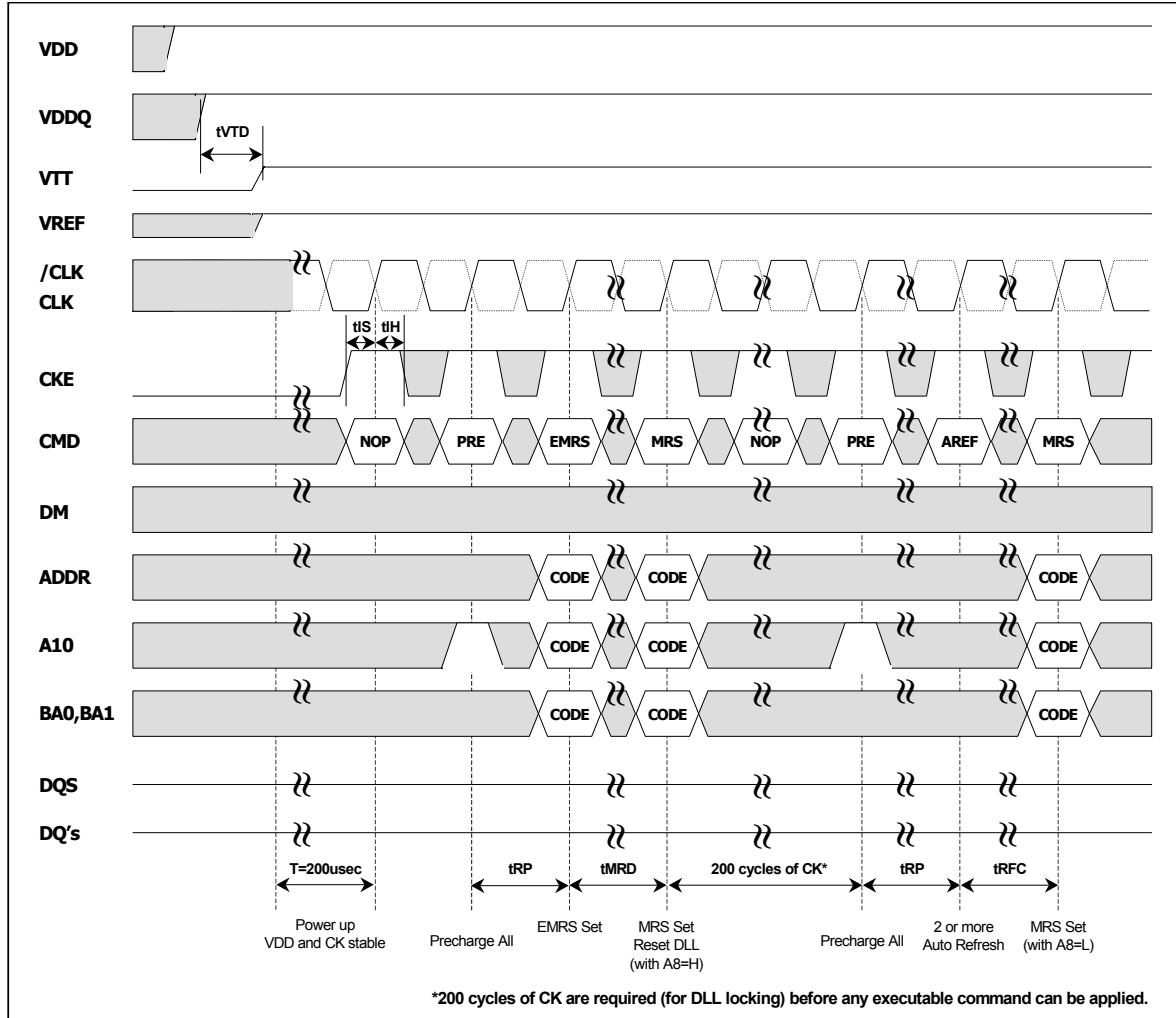 VDD
VDDQ
tVTD
VTT
VREF
/CLK
CLK
tIS tIH
CKE
CMD NOP PRE EMRS MRS NOP PRE AREF MRS
DM
ADDR CODE CODE CODE
A10 CODE CODE CODE
BA0,BA1 CODE CODE CODE
DQS
DQ's
T=200usec tRP tMRD 200 cycles of CK* tRP tRFC
Power up
VDD and CK stable
Precharge All
EMRS Set
MRS Set
Reset DLL
(with A8=H)
Precharge All
2 or more
Auto Refresh
MRS Set
(with A8=L)
*200 cycles of CK are required (for DLL locking) before any executable command can be applied.